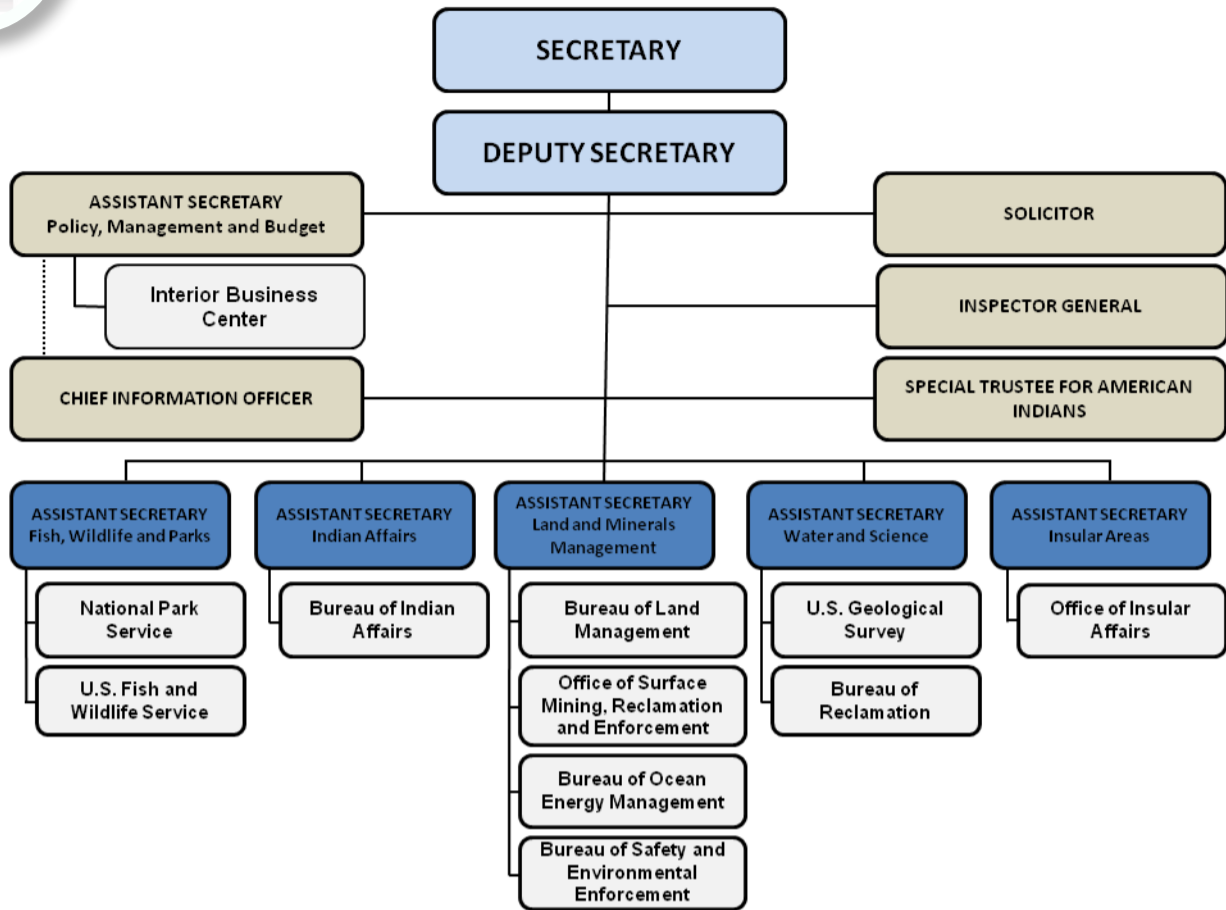 SECRETARY
DEPUTY SECRETARY
ASSISTANT SECRETARY
Policy, Management and Budget
SOLICITOR
Interior Business
Center
INSPECTOR GENERAL
CHIEF INFORMATION OFFICER
SPECIAL TRUSTEE FOR AMERICAN
INDIANS
ASSISTANT SECRETARY
Fish, Wildlife and Parks
National Park
Service
U.S. Fish and
Wildlife Service
ASSISTANT SECRETARY
Indian Affairs
Bureau of Indian
Affairs
ASSISTANT SECRETARY
Land and Minerals
Management
Bureau of Land
Management
Office of Surface
Mining, Reclamation
and Enforcement
Bureau of Ocean
Energy Management
Bureau of Safety and
Environmental
Enforcement
ASSISTANT SECRETARY
Water and Science
U.S. Geological
Survey
Bureau of
Reclamation
ASSISTANT SECRETARY
Insular Areas
Office of Insular
Affairs